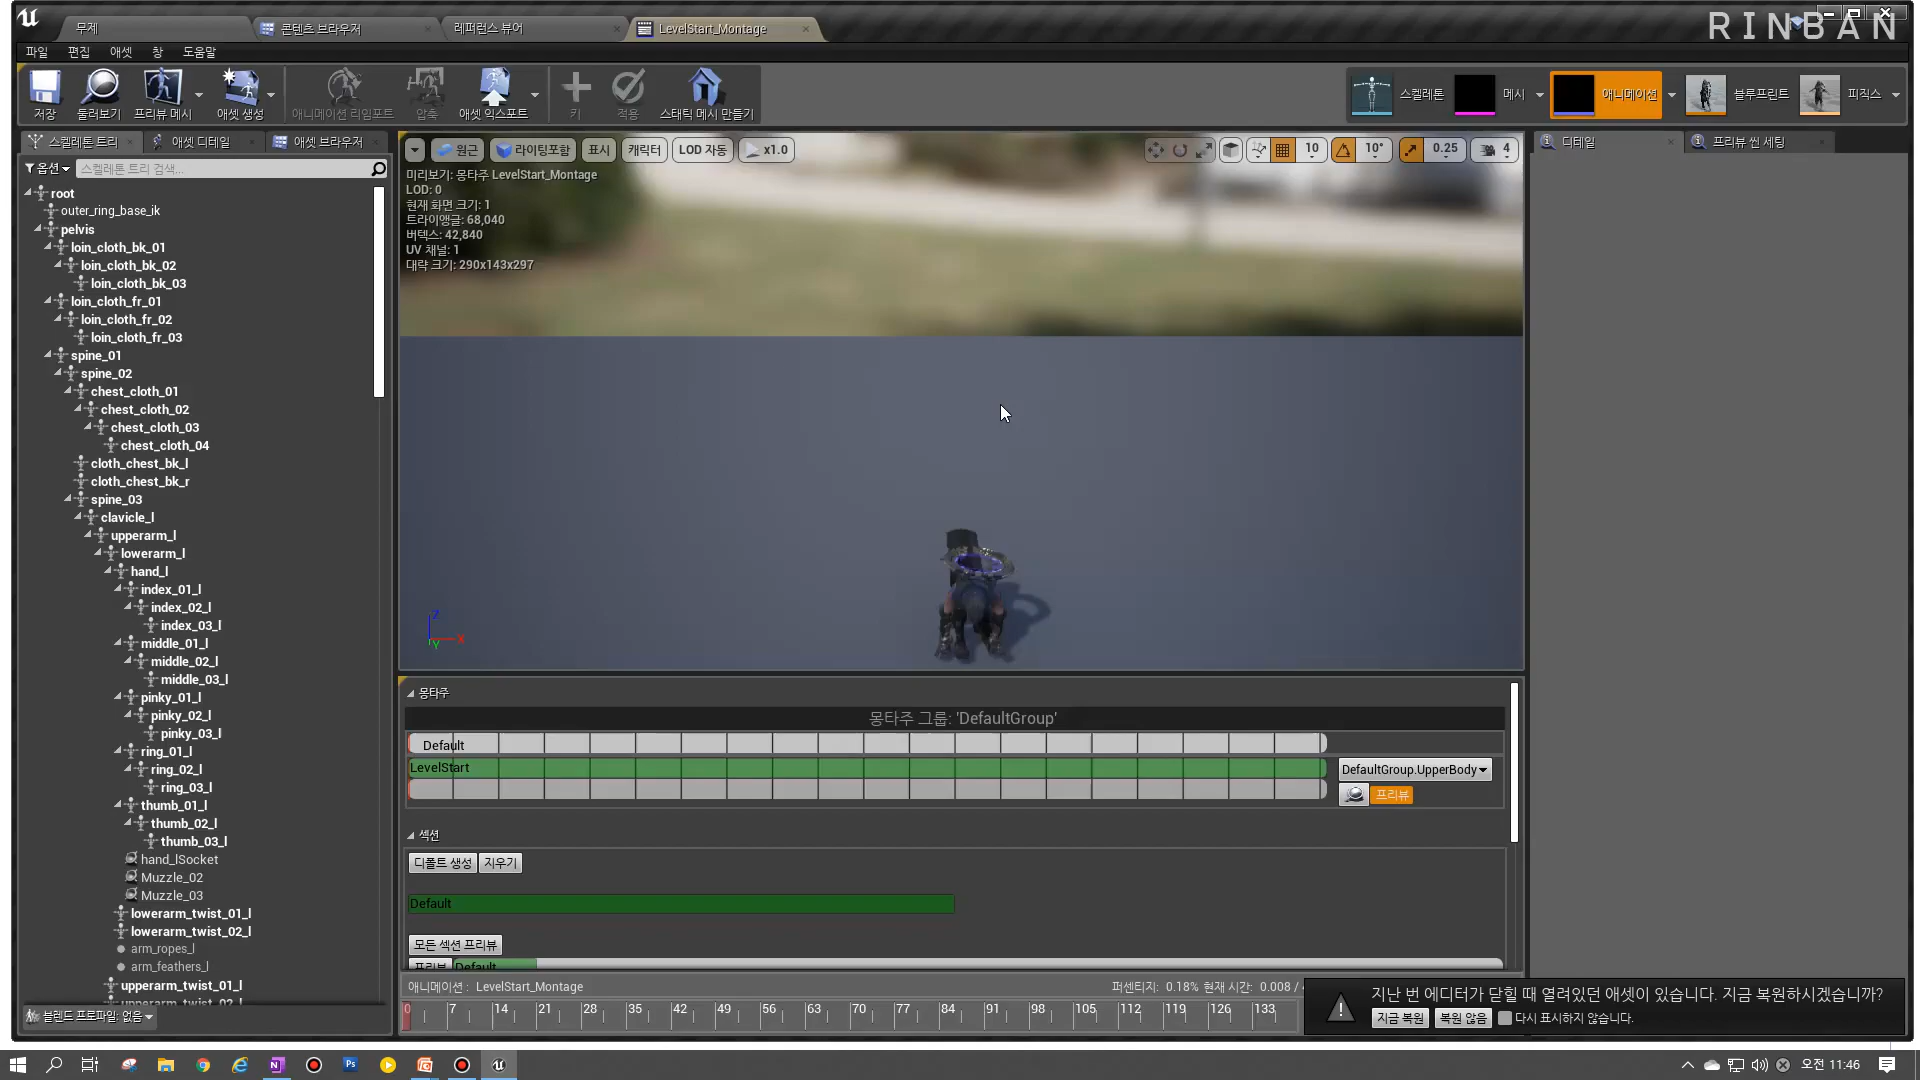 RINBAN
무제
콘텐츠 브라우저
레퍼런스 뷰어
LevelStart_Montage
파일 편집 애셋 창 도움말
저장
둘러보기
프리뷰 메시
애셋 생성
애니메이션 리임포트
압축
애셋 익스포트
키
적용
스태틱 메시 만들기
스켈레톤
메시
애니메이션
블루프린트
피직스
스켈레톤 트리
애셋 디테일
애셋 브라우저
디테일
프리뷰 씬 세팅
옵션
스켈레톤 트리 검색...
원근
라이팅포함
표시
캐릭터
LOD 자동
x1.0
10
10°
0.25
4
미리보기: 몽타주 LevelStart_Montage
LOD: 0
현재 화면 크기: 1
트라이앵글: 68,040
버텍스: 42,840
UV 채널: 1
대략 크기: 290x143x297
root
outer_ring_base_ik
pelvis
loin_cloth_bk_01
loin_cloth_bk_02
loin_cloth_bk_03
loin_cloth_fr_01
loin_cloth_fr_02
loin_cloth_fr_03
spine_01
spine_02
chest_cloth_01
chest_cloth_02
chest_cloth_03
chest_cloth_04
cloth_chest_bk_l
cloth_chest_bk_r
spine_03
clavicle_l
upperarm_l
lowerarm_l
hand_l
index_01_l
index_02_l
index_03_l
middle_01_l
middle_02_l
middle_03_l
pinky_01_l
pinky_02_l
pinky_03_l
ring_01_l
ring_02_l
ring_03_l
thumb_01_l
thumb_02_l
thumb_03_l
hand_lSocket
Muzzle_02
Muzzle_03
lowerarm_twist_01_l
lowerarm_twist_02_l
arm_ropes_l
arm_feathers_l
upperarm_twist_01_l
upperarm_twist_02_l
블렌드 프로파일: 없음
Z
X
Y
몽타주
몽타주 그룹: 'DefaultGroup'
Default
LevelStart
DefaultGroup.UpperBody
프리뷰
섹션
디폴트 생성 지우기
Default
모든 섹션 프리뷰
프리뷰 Default
애니메이션 : LevelStart_Montage
퍼센티지: 0.18% 현재 시간: 0.008 /
0 7 14 21 28 35 42 49 56 63 70 77 84 91 98 105 112 119 126 133
지난 번 에디터가 닫힐 때 열려있던 애셋이 있습니다. 지금 복원하시겠습니까?
지금 복원 복원 않음 다시 표시하지 않습니다.
오전 11:46